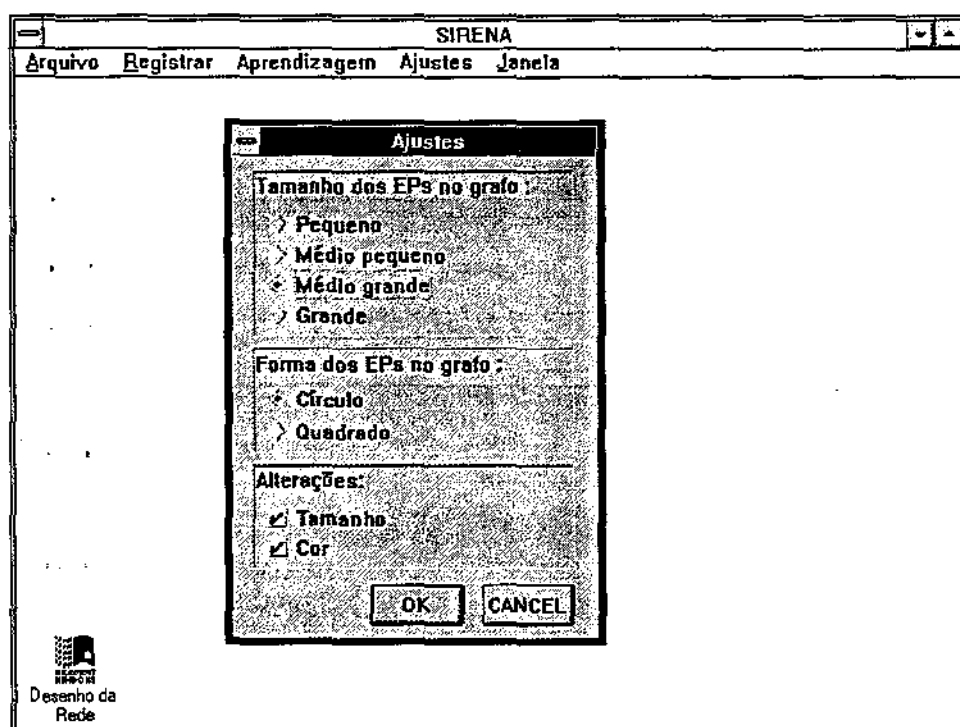 SIRENA
Arquivo Registrar Aprendizagem Ajustes Janela
Ajustes
Tamanho dos EPs no grafo :
Pequeno
Médio pequeno
Médio grande
Grande
Forma dos EPs no grafo :
Círculo
Quadrado
Alterações:
Tamanho
Cor
OK CANCEL
Desenho da
Rede